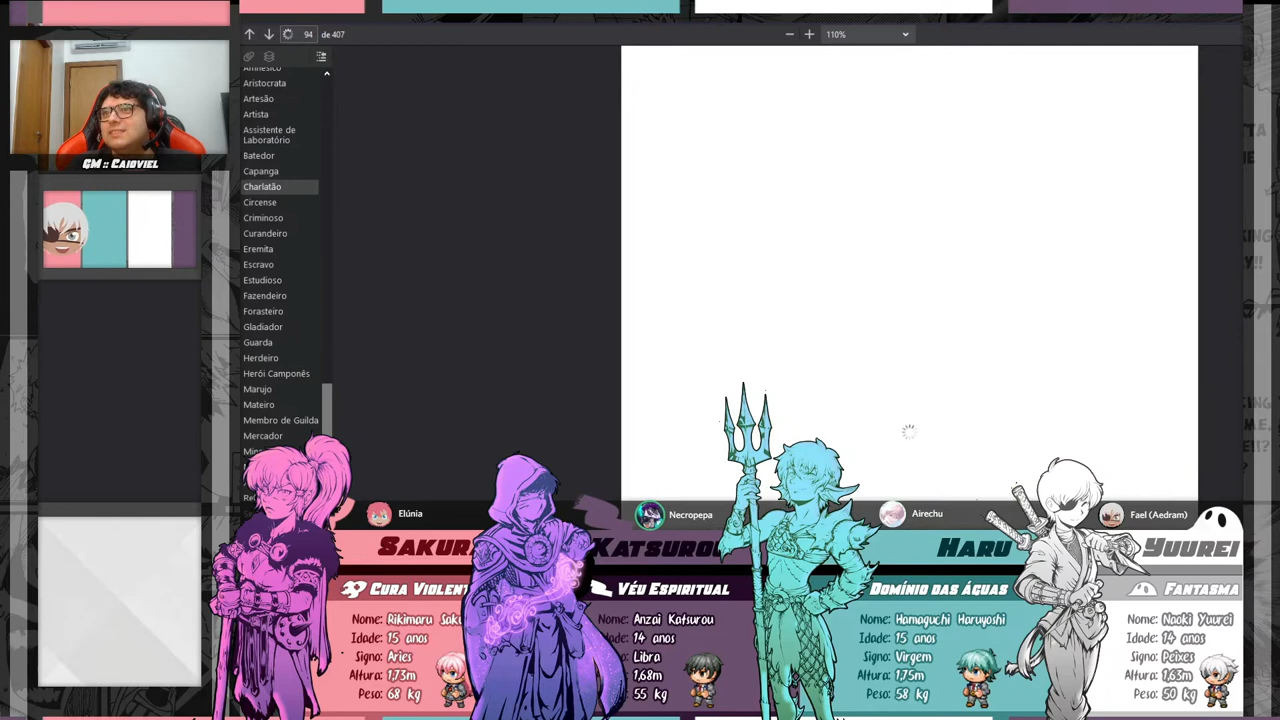 94 de 407
110%
GM :: Caioviel
Amnésico
Aristocrata
Artesão
Artista
Assistente de
Laboratório
Batedor
Capanga
Charlatão
Circense
Criminoso
Curandeiro
Eremita
Escravo
Estudioso
Fazendeiro
Forasteiro
Gladiador
Guarda
Herdeiro
Herói Camponês
Marujo
Mateiro
Membro de Guilda
Mercador
Elúnia
Sakura
Cura Violent
Nome: Rikimaru Saku
Idade: 15 anos
Signo: Aries
Altura: 1,73m
Peso: 68 kg
Necropepa
Katsurou
Véu Espiritual
Nome: Anzai Katsurou
Idade: 14 anos
Libra
1,68m
55 kg
Airechu
Haru
Domínio das Águas
Nome: Hamaguchi Haruyoshi
Idade: 15 anos
Signo: Virgem
Altura: 1,75m
Peso: 58 kg
Fael (Aedram)
Yuurei
Fantasma
Nome: Naoki Yuurei
Idade: 14 anos
Signo: Peixes
Altura: 1,63m
Peso: 50 kg